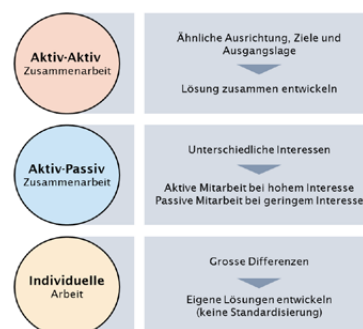 Aktiv-Aktiv
Zusammenarbeit
Ähnliche Ausrichtung, Ziele und
Ausgangslage
Lösung zusammen entwickeln
Aktiv-Passiv
Zusammenarbeit
Unterschiedliche Interessen
Aktive Mitarbeit bei hohem Interesse
Passive Mitarbeit bei geringem Interesse
Individuelle
Arbeit
Grosse Differenzen
Eigene Lösungen entwickeln
(keine Standardisierung)